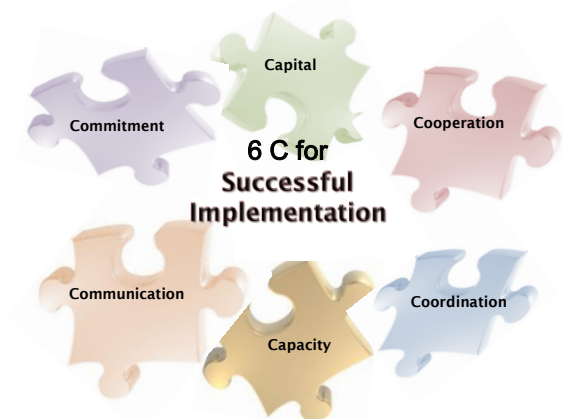 Capital
Commitment
Cooperation
6 C for
Successful
Implementation
Communication
Coordination
Capacity